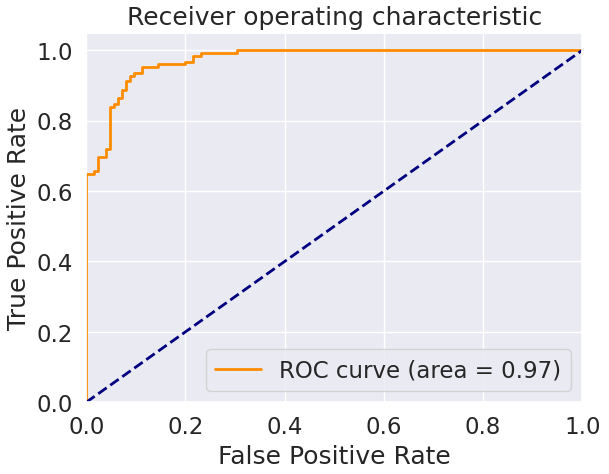 Receiver operating characteristic
True Positive Rate
1.0
0.8
0.6
0.4
0.2
0.0
ROC curve (area = 0.97)
0.0 0.2 0.4 0.6 0.8 1.0
False Positive Rate